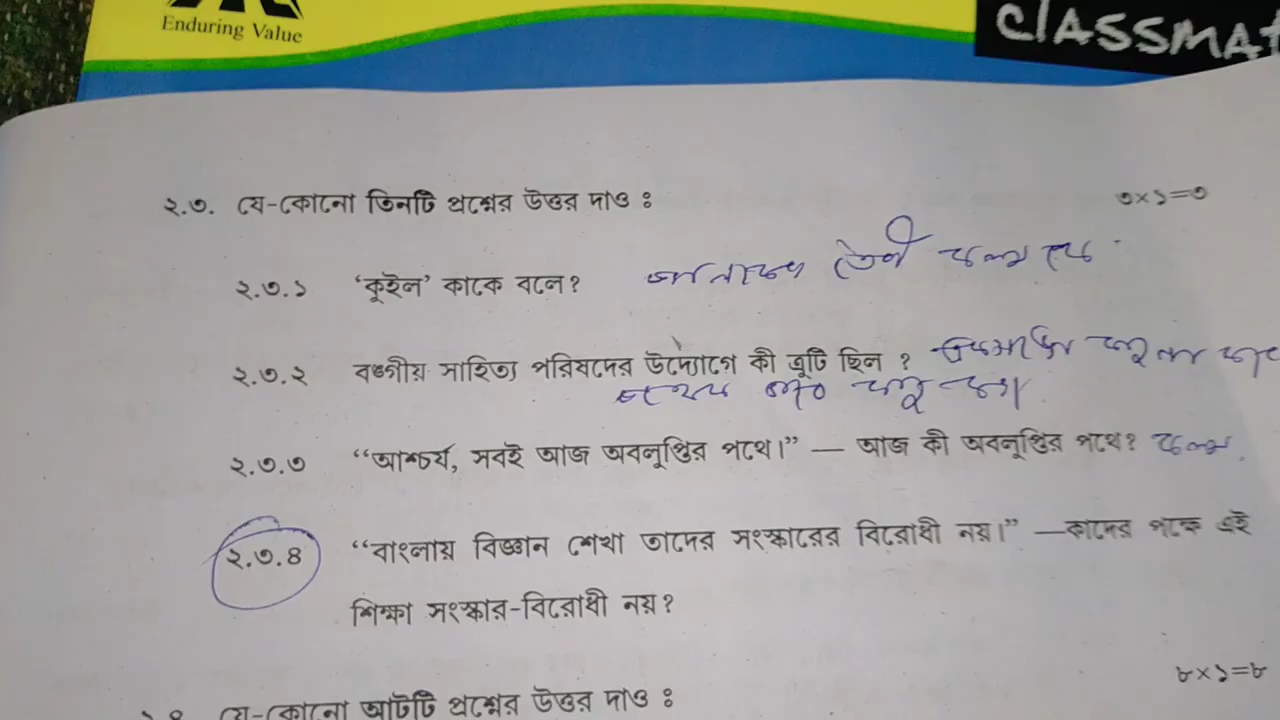 Enduring Value
CLASSMAT
২.৩. যে-কোনো তিনটি প্রশ্নের উত্তর দাও : ৩×১=৩
২.৩.১ ‘কুইল’ কাকে বলে?
২.৩.২ বঙ্গীয় সাহিত্য পরিষদের উদ্যোগে কী ত্রুটি ছিল ?
২.৩.৩ “আশ্চর্য, সবই আজ অবলুপ্তির পথে।” — আজ কী অবলুপ্তির পথে? কলম
২.৩.৪ “বাংলায় বিজ্ঞান শেখা তাদের সংস্কারের বিরোধী নয়।” —কাদের পক্ষে এই
শিক্ষা সংস্কার-বিরোধী নয়?
৮×১=৮
যে-কোনো আটটি প্রশ্নের উত্তর দাও :